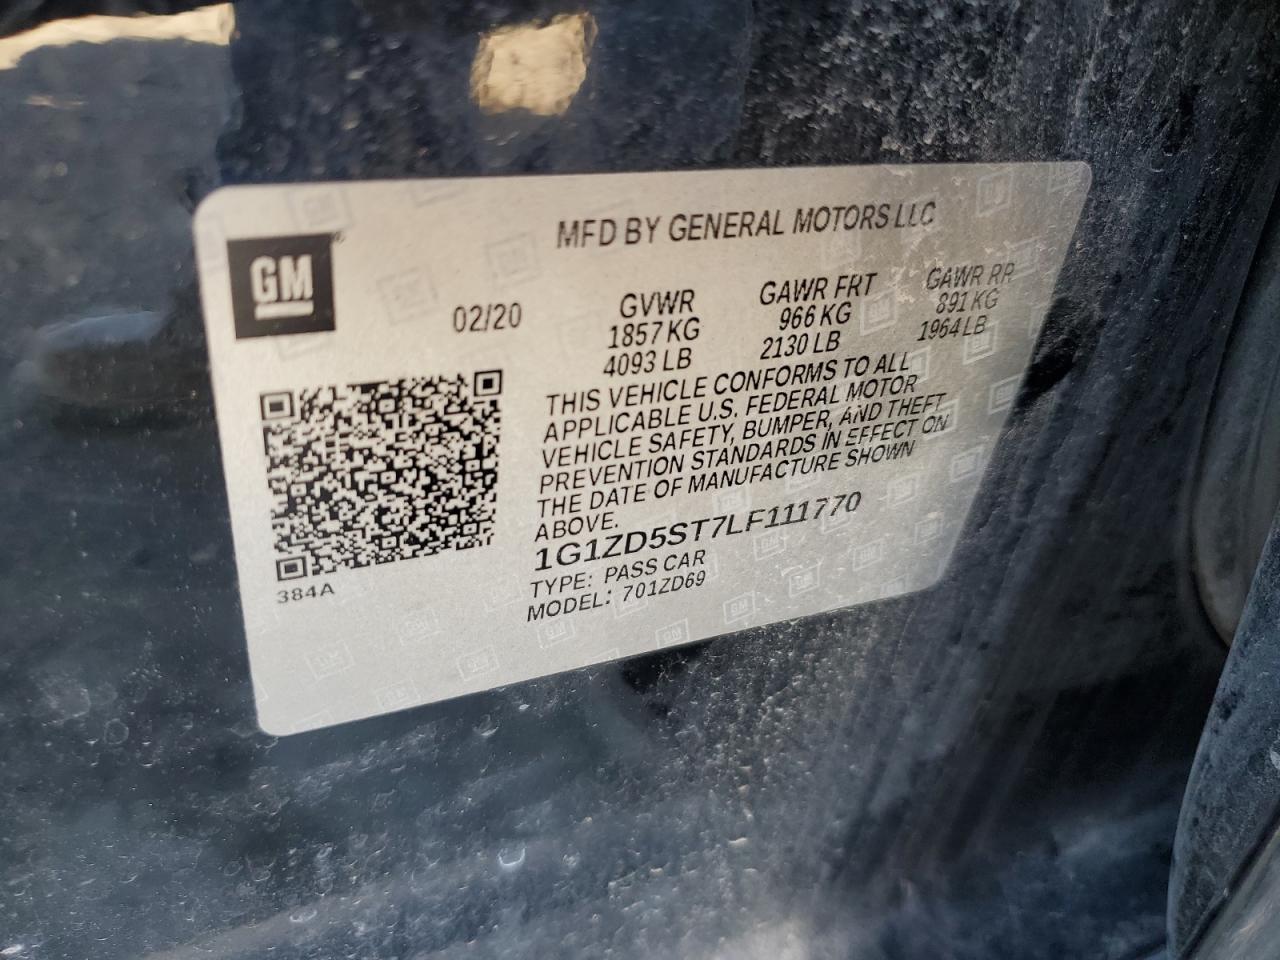 MFD BY GENERAL MOTORS LLC
GM
02/20
GVWR GAWR FRT GAWR RR
1857 KG 966 KG 891 KG
4093 LB 2130 LB 1964 LB
THIS VEHICLE CONFORMS TO ALL
APPLICABLE U.S. FEDERAL MOTOR
VEHICLE SAFETY, BUMPER, AND THEFT
PREVENTION STANDARDS IN EFFECT ON
THE DATE OF MANUFACTURE SHOWN
ABOVE.
1G1ZD5ST7LF111770
TYPE: PASS CAR
MODEL: 701ZD69
384A